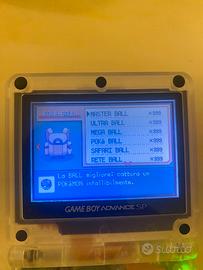 MASTER BALL ×999
ULTRA BALL ×999
MEGA BALL ×999
POKé BALL ×999
SAFARI BALL ×999
RETE BALL ×999
La BALL migliore! Cattura un
POKéMON infallibilmente.
GAME BOY ADVANCE SP
subito